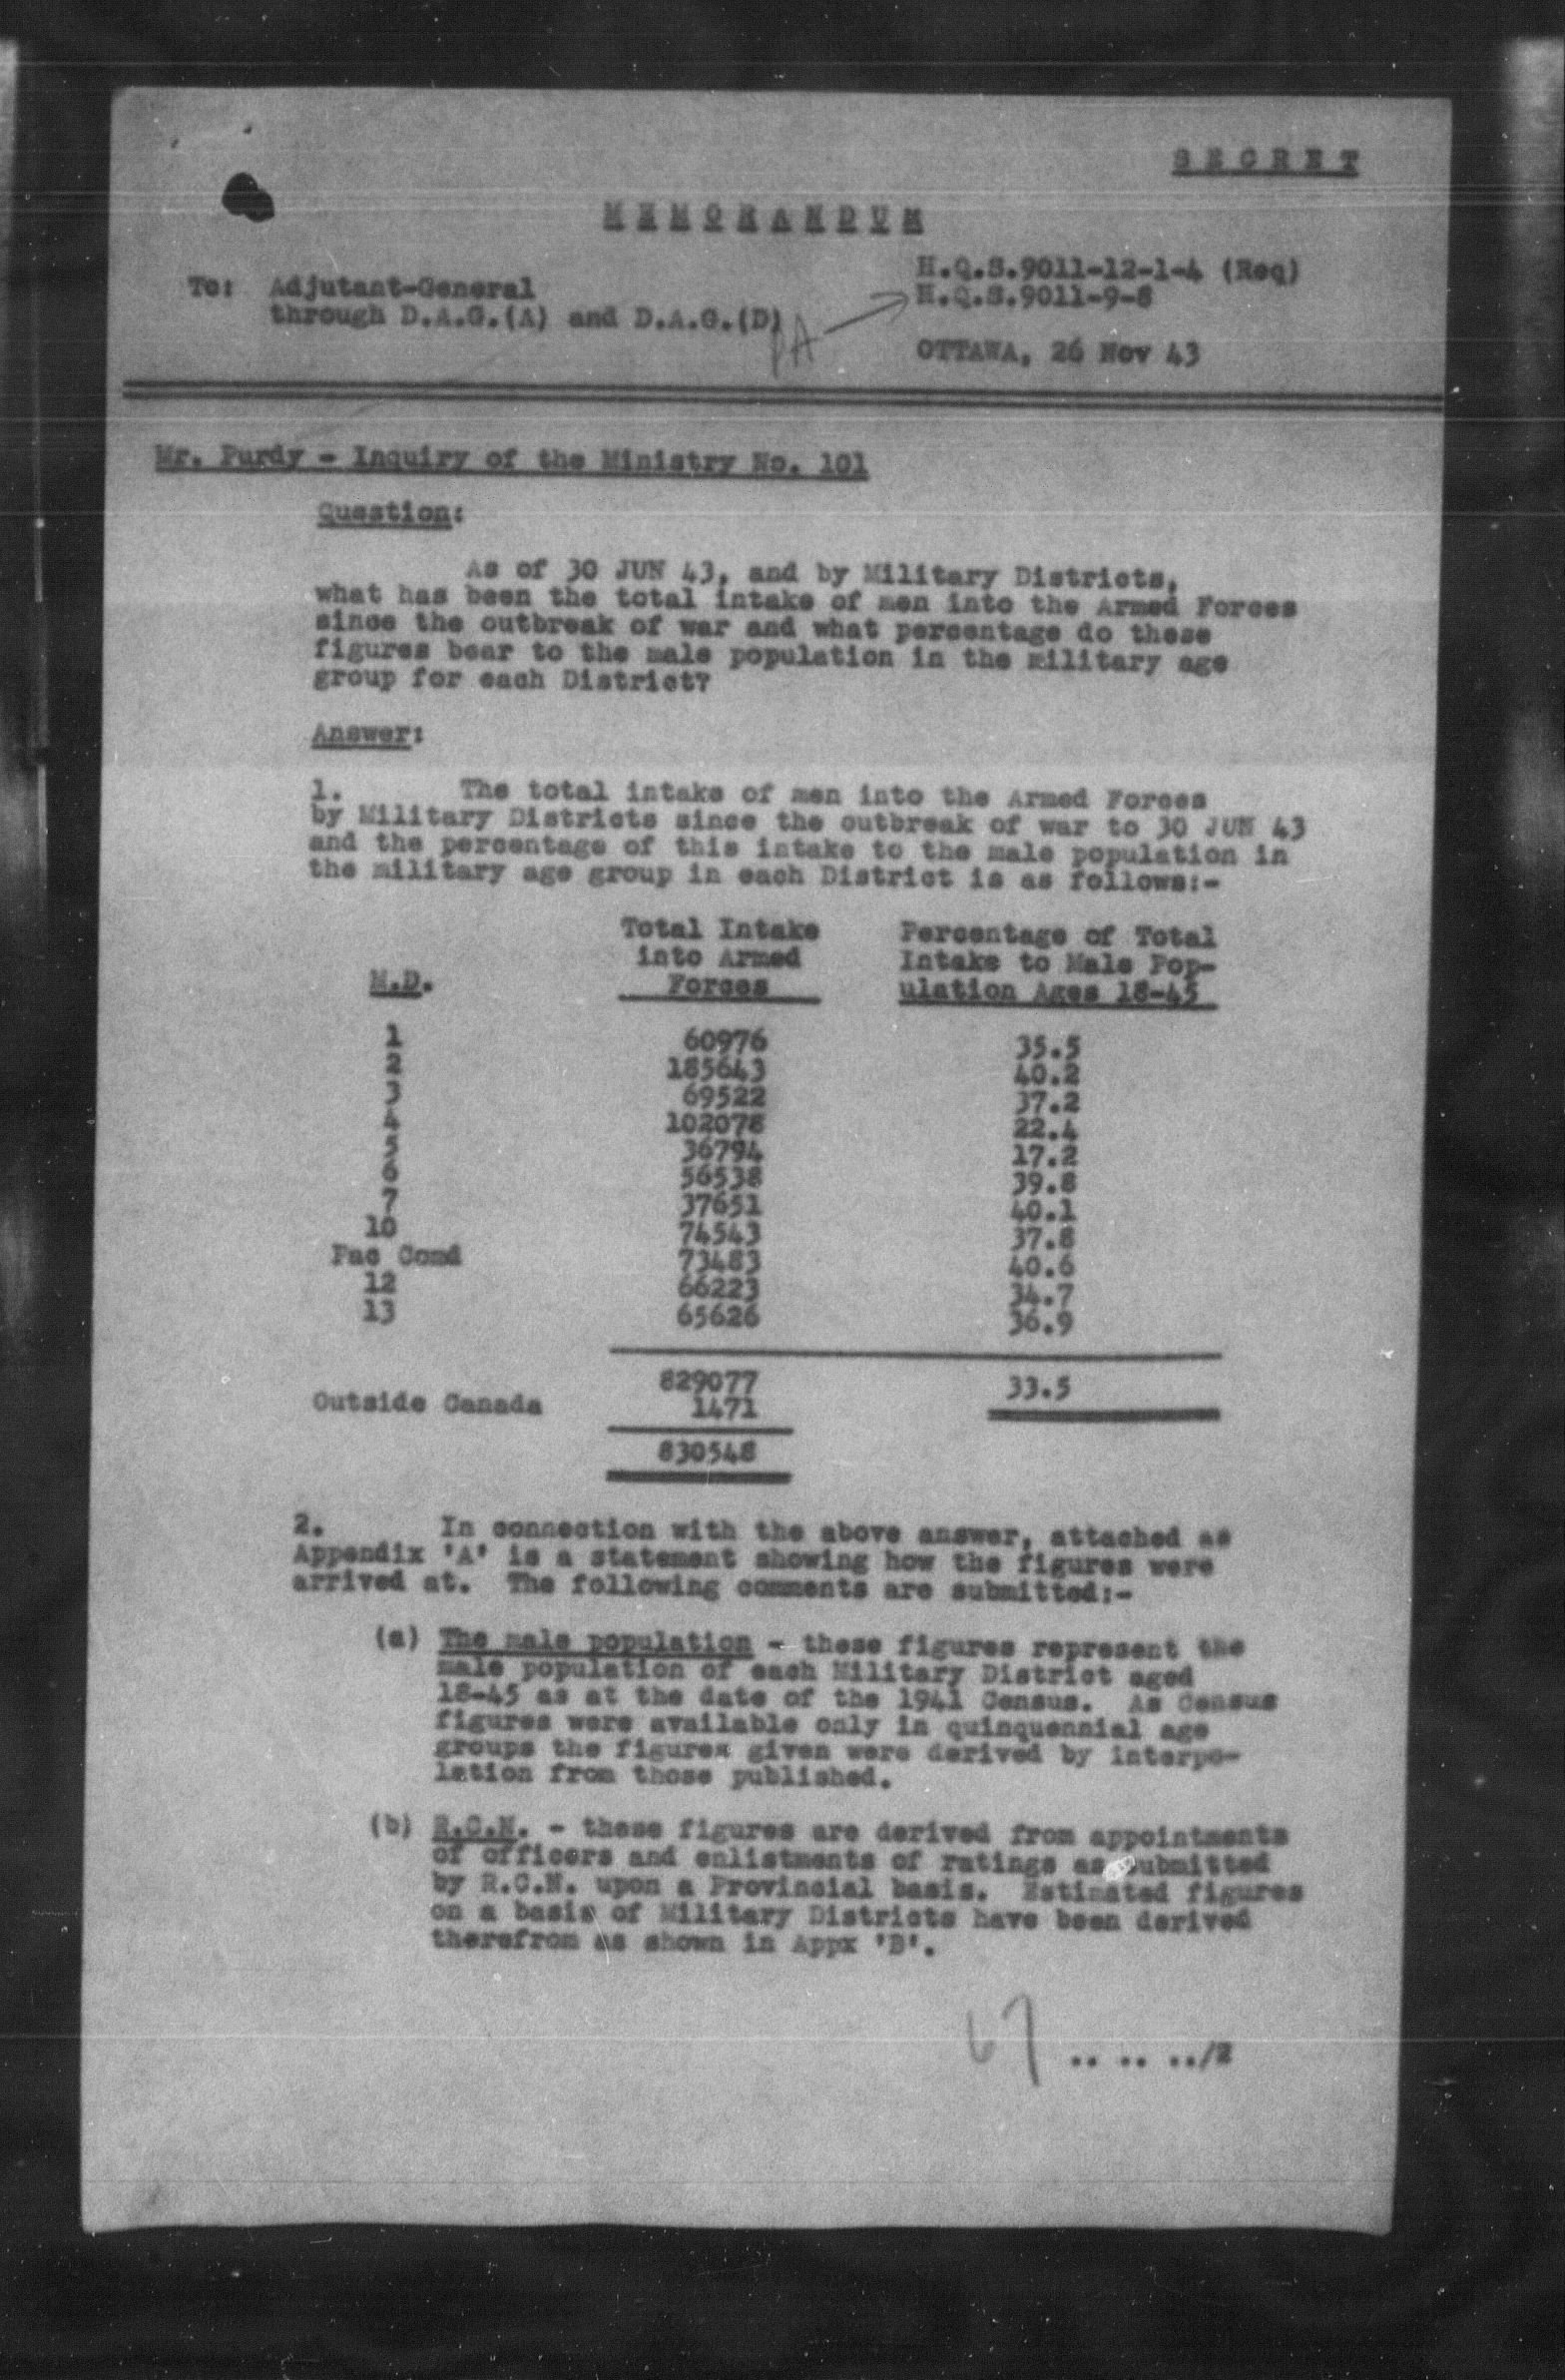 SECRET
MEMORANDUM
H.Q.S.9011-12-1-4 (Req)
To: Adjutant-General
H.Q.S.9011-9-8
through D.A.G.(A) and D.A.G.(D)
PA
OTTAWA, 26 Nov 43
Mr. Purdy - Inquiry of the Ministry No. 101
Question:
As of 30 JUN 43, and by Military Districts,
what has been the total intake of men into the Armed Forces
since the outbreak of war and what percentage do these
figures bear to the male population in the military age
group for each District?
Answer:
1. The total intake of men into the Armed Forces
by Military Districts since the outbreak of war to 30 JUN 43
and the percentage of this intake to the male population in
the military age group in each District is as follows:-
Total Intake Percentage of Total
into Armed Intake to Male Pop-
M.D. Forces ulation Ages 18-45
1 60976 35.5
2 185643 40.2
3 69522 37.2
4 102078 22.4
5 36794 17.2
6 56538 39.8
7 37651 40.1
10 74543 37.8
Pac Comd 73483 40.6
12 66223 34.7
13 65626 36.9
829077 33.5
Outside Canada 1471
830548
2. In connection with the above answer, attached as
Appendix 'A' is a statement showing how the figures were
arrived at. The following comments are submitted:-
(a) The male population - these figures represent the
male population of each Military District aged
18-45 as at the date of the 1941 Census. As Census
figures were available only in quinquennial age
groups the figures given were derived by interpo-
lation from those published.
(b) R.C.N. - these figures are derived from appointments
of officers and enlistments of ratings as submitted
by R.C.N. upon a Provincial basis. Estimated figures
on a basis of Military Districts have been derived
therefrom as shown in Appx 'B'.
67 .. .. ../2